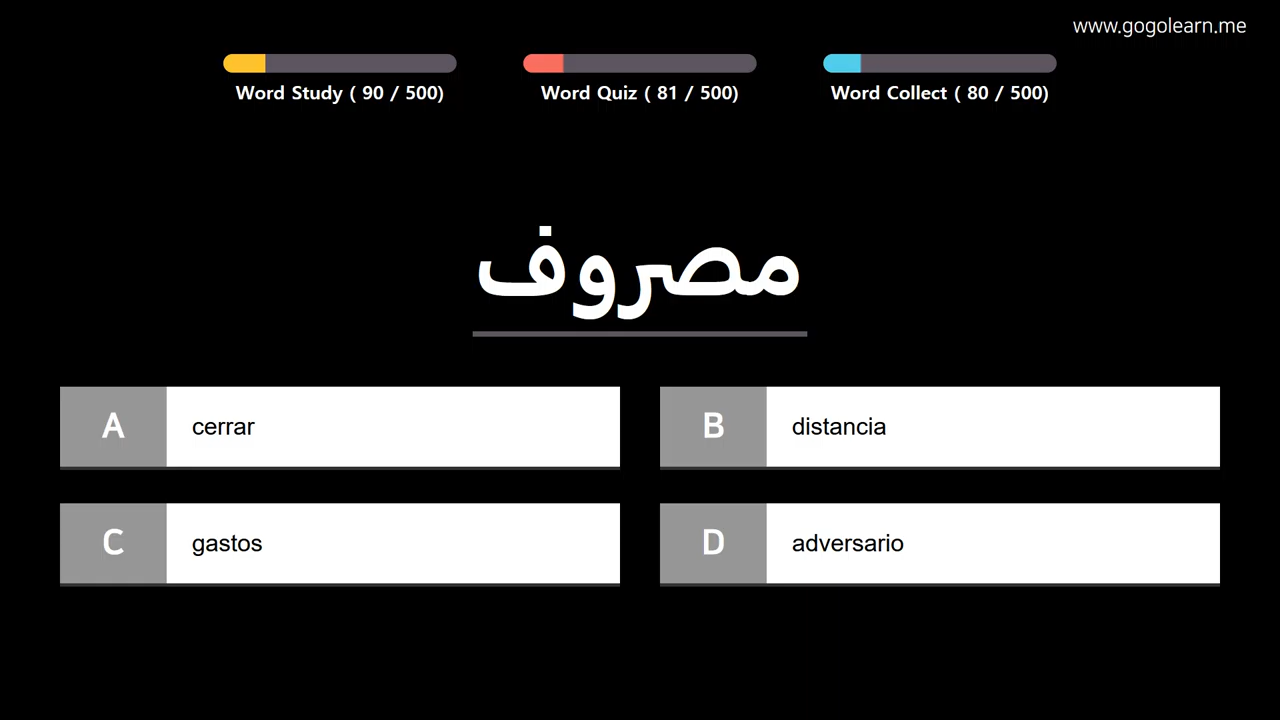 www.gogolearn.me
Word Study ( 90 / 500)
Word Quiz ( 81 / 500)
Word Collect ( 80 / 500)
مصروف
A cerrar
B distancia
C gastos
D adversario